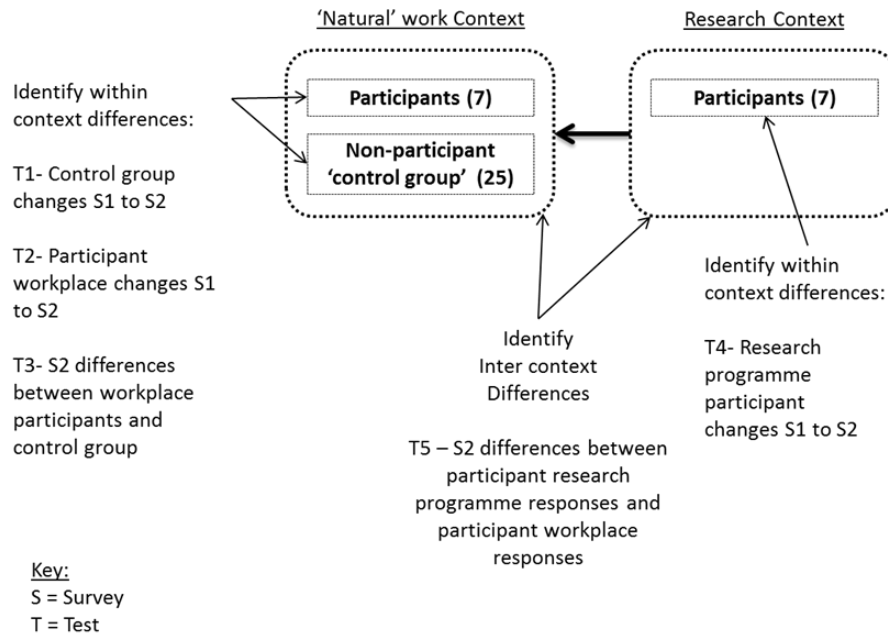 ‘Natural’ work Context
Research Context
Participants (7)
Non-participant
‘control group’ (25)
Participants (7)
Identify within
context differences:
T1- Control group
changes S1 to S2
T2- Participant
workplace changes S1
to S2
T3- S2 differences
between workplace
participants and
control group
Identify
Inter context
Differences
T5 – S2 differences between
participant research
programme responses and
participant workplace
responses
Identify within
context differences:
T4- Research
programme
participant
changes S1 to S2
Key:
S = Survey
T = Test